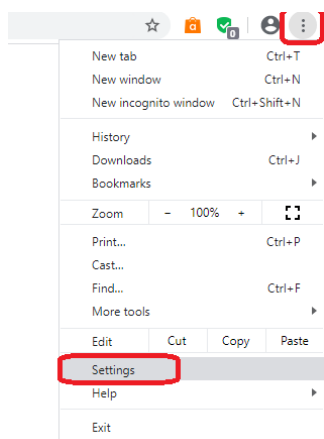 a
0
New tab Ctrl+T
New window Ctrl+N
New incognito window Ctrl+Shift+N
History
Downloads Ctrl+J
Bookmarks
Zoom - 100% +
Print... Ctrl+P
Cast...
Find... Ctrl+F
More tools
Edit Cut Copy Paste
Settings
Help
Exit